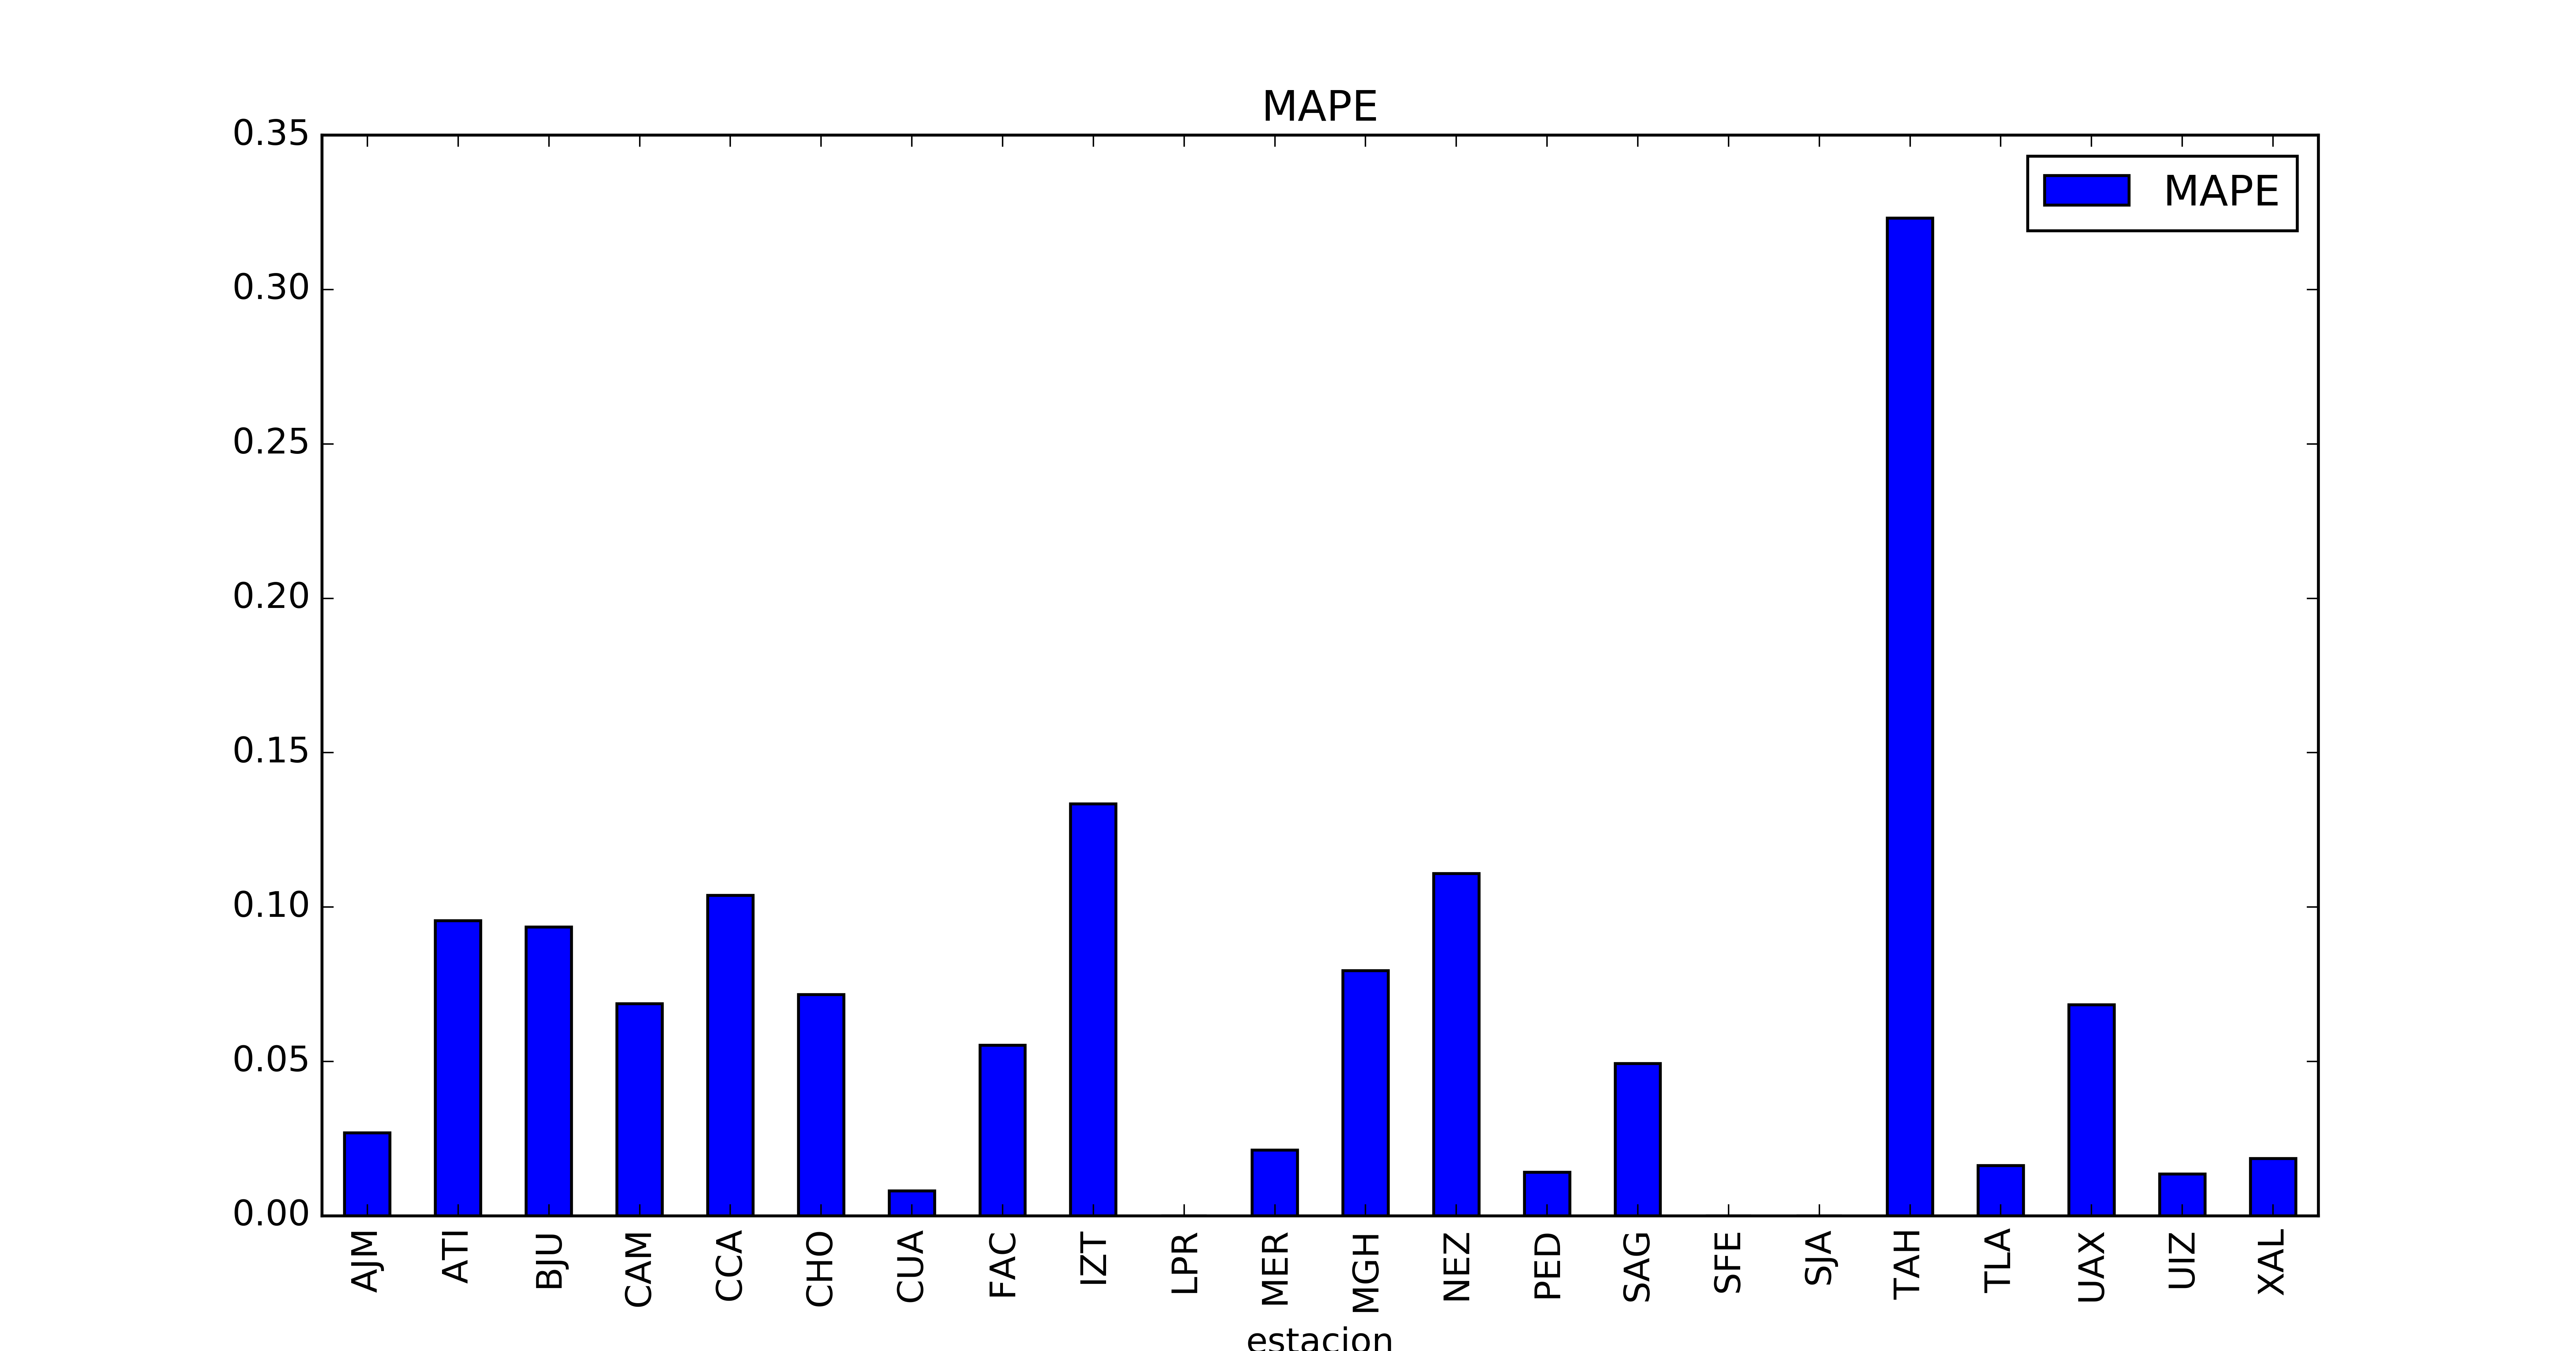 MAPE
0.35
MAPE
0.30
0.25
0.20
0.15
0.10
0.05
0.00
AJM ATI BJU CAM CCA CHO CUA FAC IZT LPR MER MGH NEZ PED SAG SFE SJA TAH TLA UAX UIZ XAL
estacion